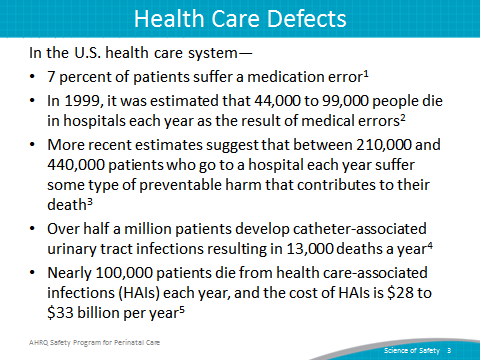 Health Care Defects
In the U.S. health care system—
• 7 percent of patients suffer a medication error¹
• In 1999, it was estimated that 44,000 to 99,000 people die
in hospitals each year as the result of medical errors²
• More recent estimates suggest that between 210,000 and
440,000 patients who go to a hospital each year suffer
some type of preventable harm that contributes to their
death³
• Over half a million patients develop catheter-associated
urinary tract infections resulting in 13,000 deaths a year⁴
• Nearly 100,000 patients die from health care-associated
infections (HAIs) each year, and the cost of HAIs is $28 to
$33 billion per year⁵
AHRQ Safety Program for Perinatal Care
Science of Safety 3